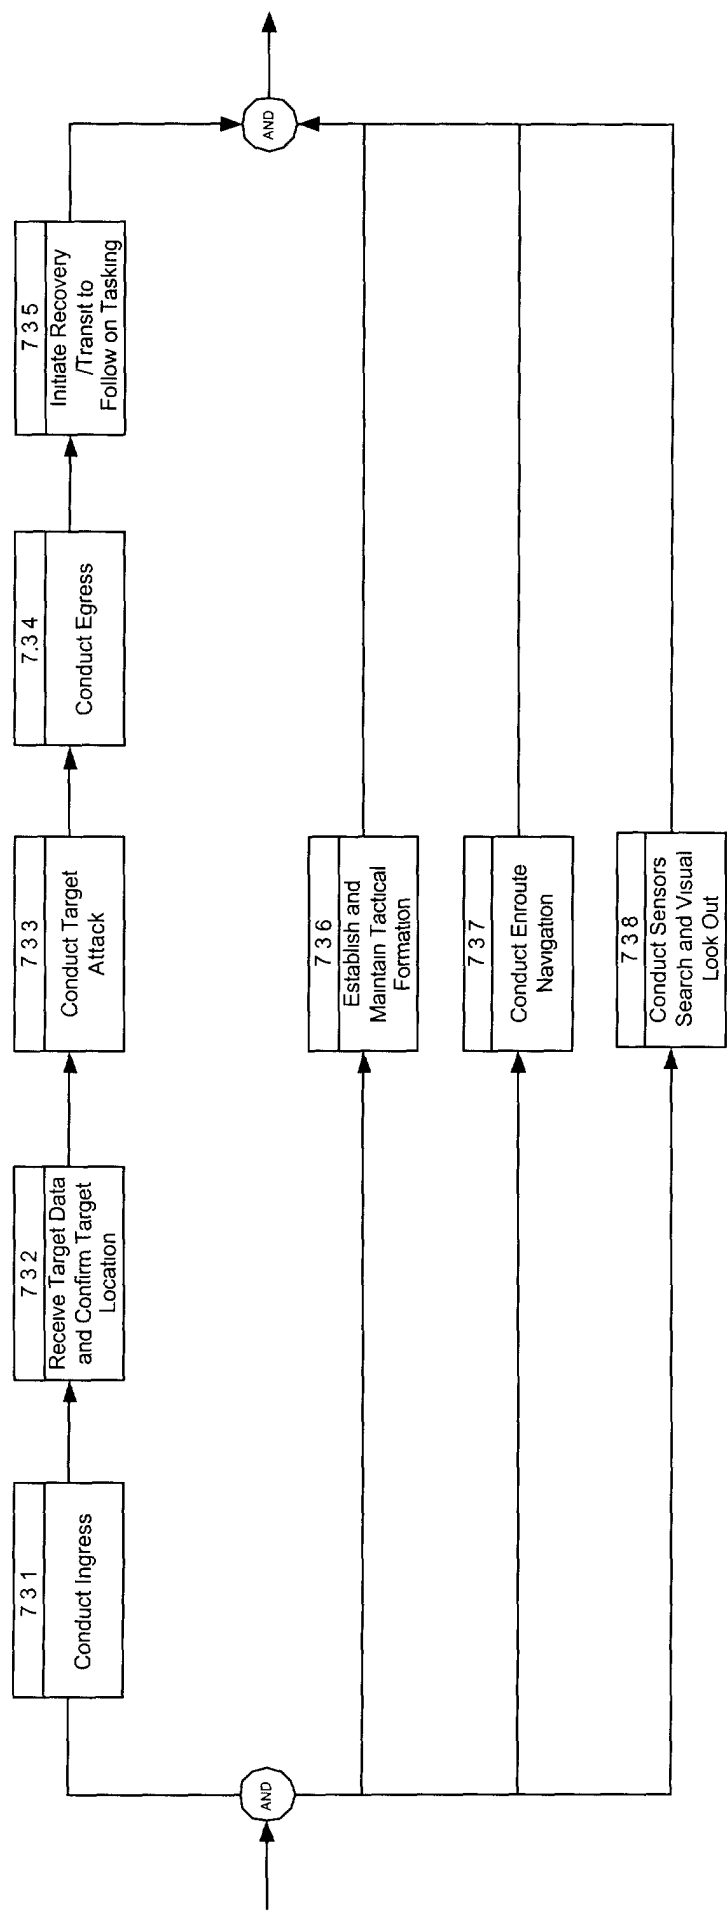 7 3 1
Conduct Ingress
7 3 2
Receive Target Data
and Confirm Target
Location
7 3 3
Conduct Target
Attack
7.3 4
Conduct Egress
7 3 5
Initiate Recovery
/Transit to
Follow on Tasking
AND
AND
7 3 6
Establish and
Maintain Tactical
Formation
7 3 7
Conduct Enroute
Navigation
7 3 8
Conduct Sensors
Search and Visual
Look Out